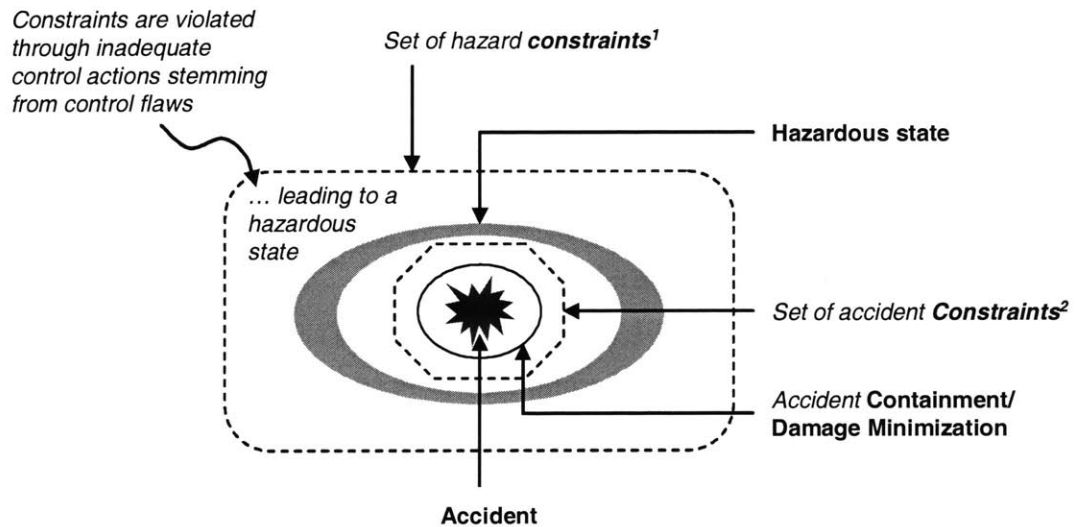 Constraints are violated
through inadequate
control actions stemming
from control flaws
Set of hazard constraints¹
Hazardous state
… leading to a
hazardous
state
Set of accident Constraints²
Accident Containment/
Damage Minimization
Accident